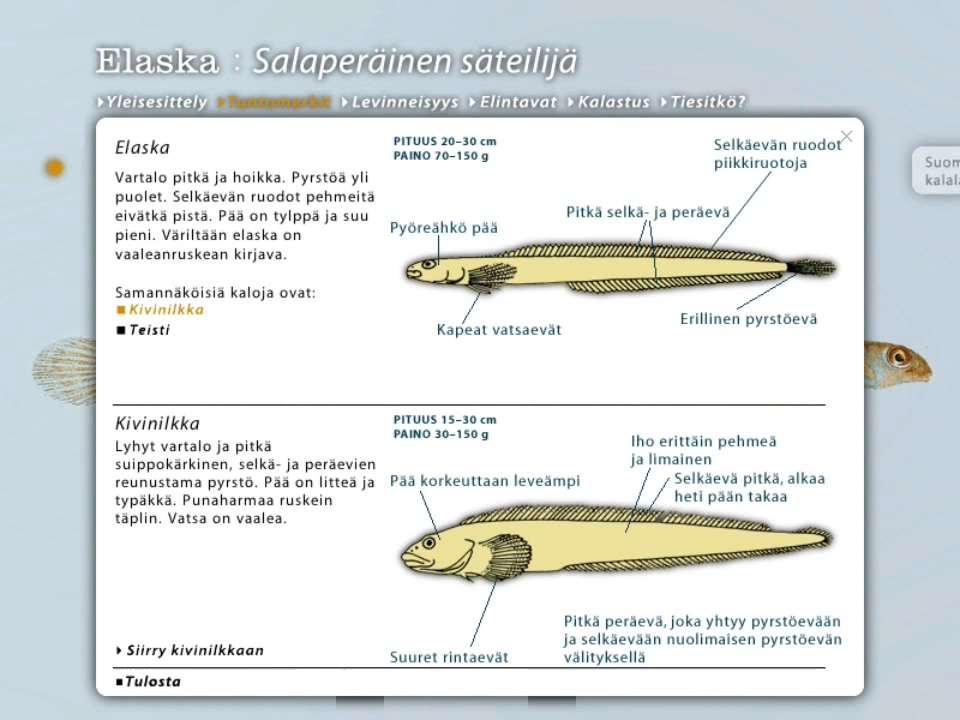 Elaska : Salaperäinen säteilijä
Yleisesittely Tuntomerkit Levinneisyys Elintavat Kalastus Tiesitkö?
Elaska
Vartalo pitkä ja hoikka. Pyrstöä yli
puolet. Selkäevän ruodot pehmeitä
eivätkä pistä. Pää on tylppä ja suu
pieni. Väriltään elaska on
vaaleanruskean kirjava.
Samannäköisiä kaloja ovat:
Kivinilkka
Teisti
PITUUS 20–30 cm
PAINO 70–150 g
Selkäevän ruodot
piikkiruotoja
Pitkä selkä- ja peräevä
Pyöreähkö pää
Kapeat vatsaevät
Erillinen pyrstöevä
Suom
kalala
Kivinilkka
Lyhyt vartalo ja pitkä
suippokärkinen, selkä- ja peräevien
reunustama pyrstö. Pää on litteä ja
typäkkä. Punaharmaa ruskein
täplin. Vatsa on vaalea.
PITUUS 15–30 cm
PAINO 30–150 g
Iho erittäin pehmeä
ja limainen
Pää korkeuttaan leveämpi
Selkäevä pitkä, alkaa
heti pään takaa
Suuret rintaevät
Pitkä peräevä, joka yhtyy pyrstöevään
ja selkäevään nuolimaisen pyrstöevän
välityksellä
Siirry kivinilkkaan
Tulosta